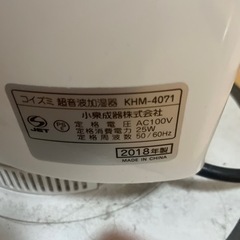 コイズミ 超音波加湿器 KHM-4071
小泉成器株式会社
定格電圧 AC100V
定格消費電力 25W
定格周波数 50/60Hz
2018年製
MADE IN CHINA
JET
PSE